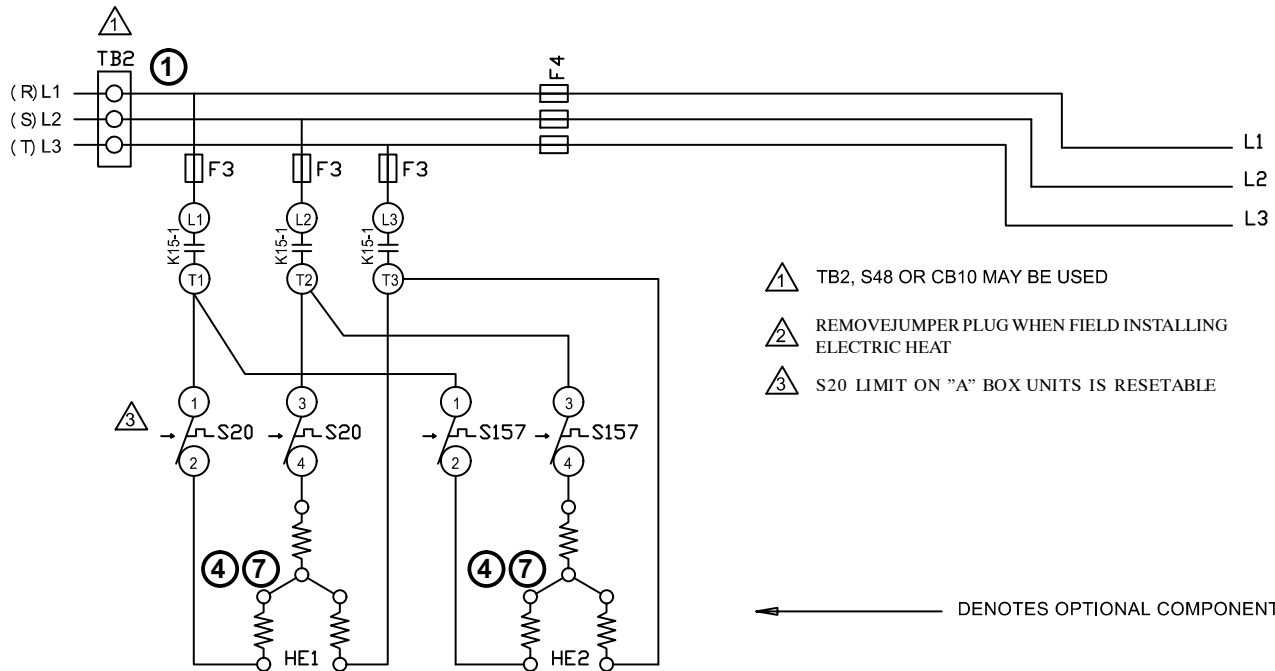 1
TB2 1
F4
(R) L1
(S) L2
(T) L3
L1
L2
L3
F3 F3 F3
L1 L2 L3
K15-1 K15-1 K15-1
T1 T2 T3
1 TB2, S48 OR CB10 MAY BE USED
2 REMOVEJUMPER PLUG WHEN FIELD INSTALLING
ELECTRIC HEAT
3 S20 LIMIT ON "A" BOX UNITS IS RESETABLE
1 3 1 3
3 S20 S20 S157 S157
2 4 2 4
4 7 4 7
DENOTES OPTIONAL COMPONENT
HE1 HE2